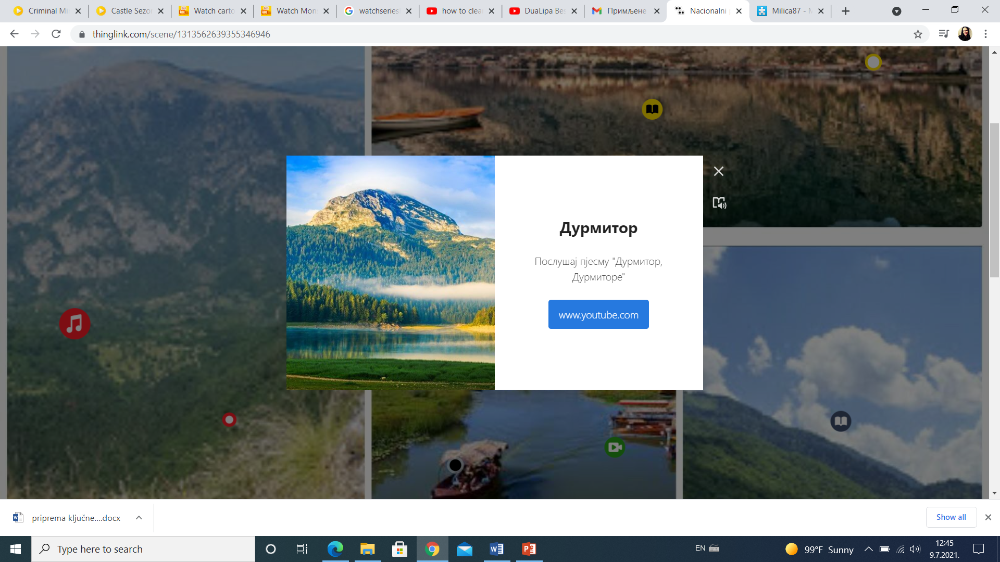 Criminal Mi
Castle Sezo
Watch carto
Watch Mon
watchseries
how to clea
DuaLipa Bes
Примљене
Nacionalni
Milica87 - M
thinglink.com/scene/1313562639355346946
Дурмитор
Послушај пјесму "Дурмитор,
Дурмиторе"
www.youtube.com
priprema ključne....docx
Show all
Type here to search
EN
99°F Sunny
12:45
9.7.2021.